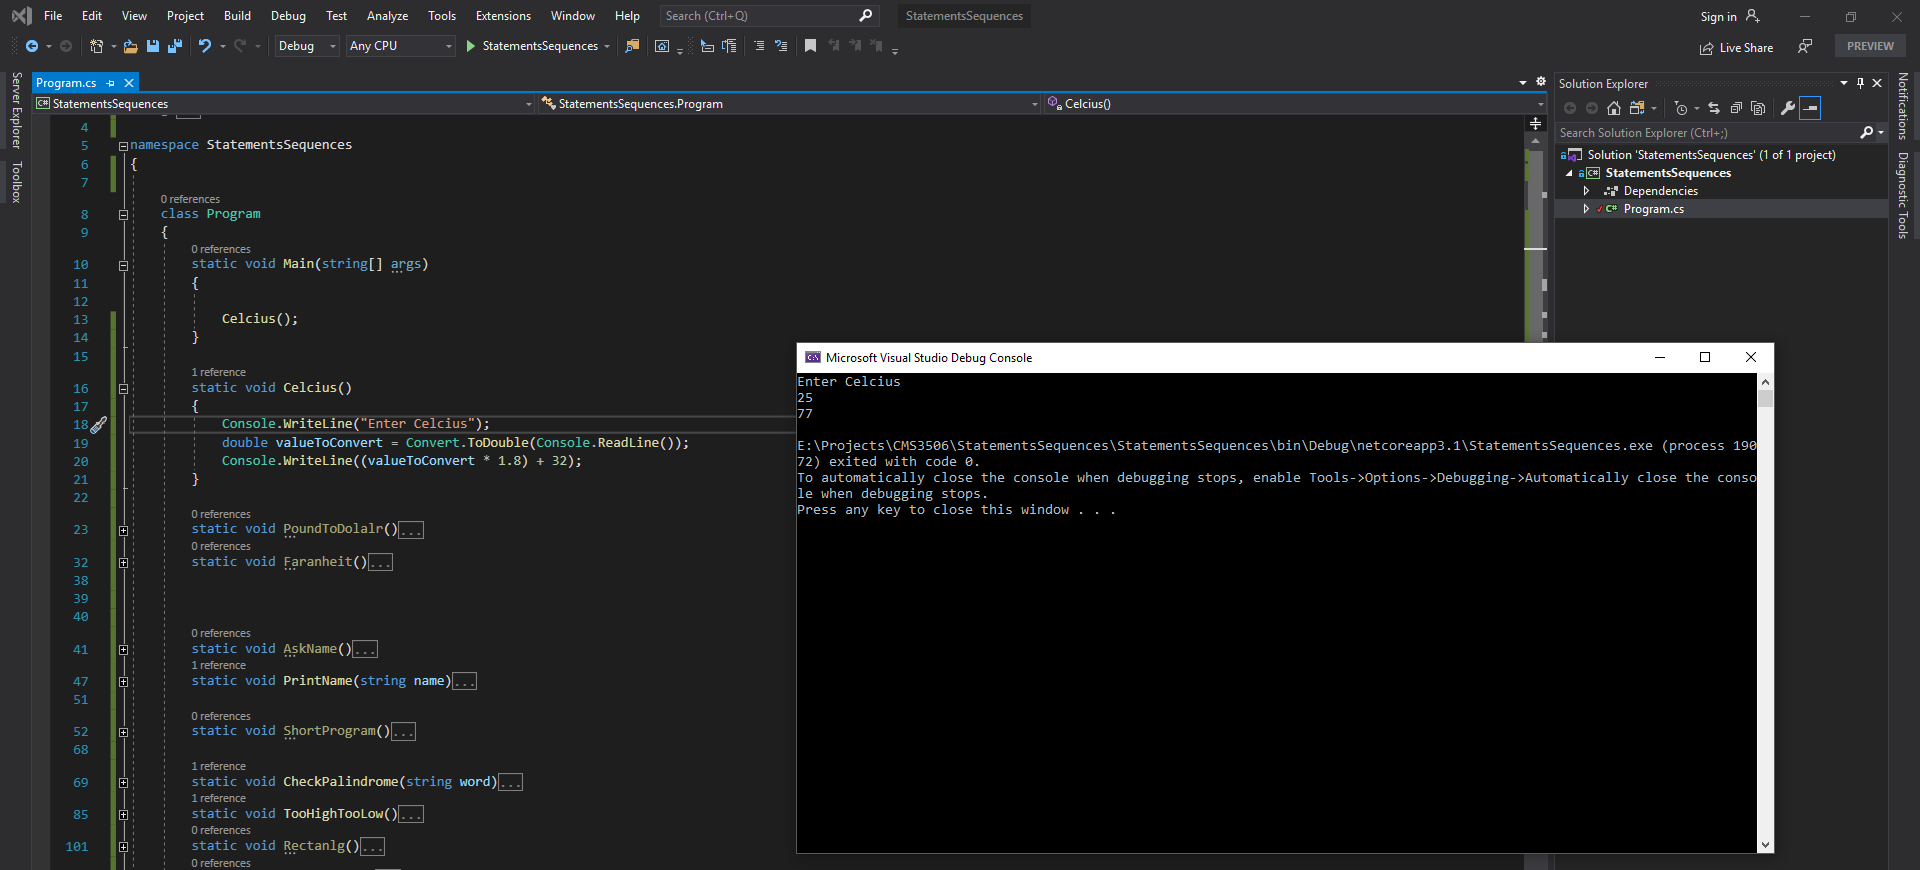 File Edit View Project Build Debug Test Analyze Tools Extensions Window Help Search (Ctrl+Q) StatementsSequences Sign in
Debug Any CPU StatementsSequences Live Share PREVIEW
Server Explorer
Toolbox
Program.cs
StatementsSequences StatementsSequences.Program Celcius()
4
5 namespace StatementsSequences
6 {
7
0 references
8 class Program
9 {
0 references
10 static void Main(string[] args)
11 {
12
13 Celcius();
14 }
15
1 reference
16 static void Celcius()
17 {
18 Console.WriteLine("Enter Celcius");
19 double valueToConvert = Convert.ToDouble(Console.ReadLine());
20 Console.WriteLine((valueToConvert * 1.8) + 32);
21 }
22
0 references
23 static void PoundToDolalr()...
0 references
32 static void Faranheit()...
38
39
40
0 references
41 static void AskName()...
1 reference
47 static void PrintName(string name)...
51
0 references
52 static void ShortProgram()...
68
1 reference
69 static void CheckPalindrome(string word)...
1 reference
85 static void TooHighTooLow()...
0 references
101 static void Rectanlg()...
0 references
Microsoft Visual Studio Debug Console
Enter Celcius
25
77
E:\Projects\CMS3506\StatementsSequences\StatementsSequences\bin\Debug\netcoreapp3.1\StatementsSequences.exe (process 190
72) exited with code 0.
To automatically close the console when debugging stops, enable Tools->Options->Debugging->Automatically close the conso
le when debugging stops.
Press any key to close this window . . .
Solution Explorer
Search Solution Explorer (Ctrl+;)
Solution 'StatementsSequences' (1 of 1 project)
C# StatementsSequences
Dependencies
C# Program.cs
Notifications
Diagnostic Tools